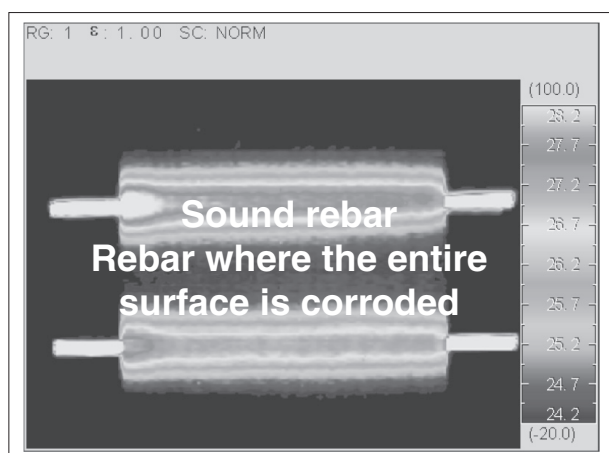 RG: 1 ε: 1.00 SC: NORM
(100.0)
28.2
27.7
27.2
26.7
26.2
25.7
25.2
24.7
24.2
(-20.0)
Sound rebar
Rebar where the entire
surface is corroded